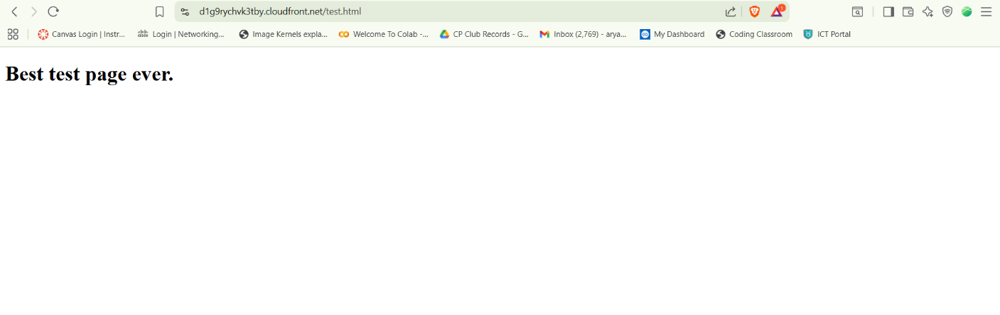 d1g9rychvk3tby.cloudfront.net/test.html
Canvas Login | Instr... Login | Networking... Image Kernels expla... Welcome To Colab -... CP Club Records - G... Inbox (2,769) - arya... My Dashboard Coding Classroom ICT Portal
Best test page ever.